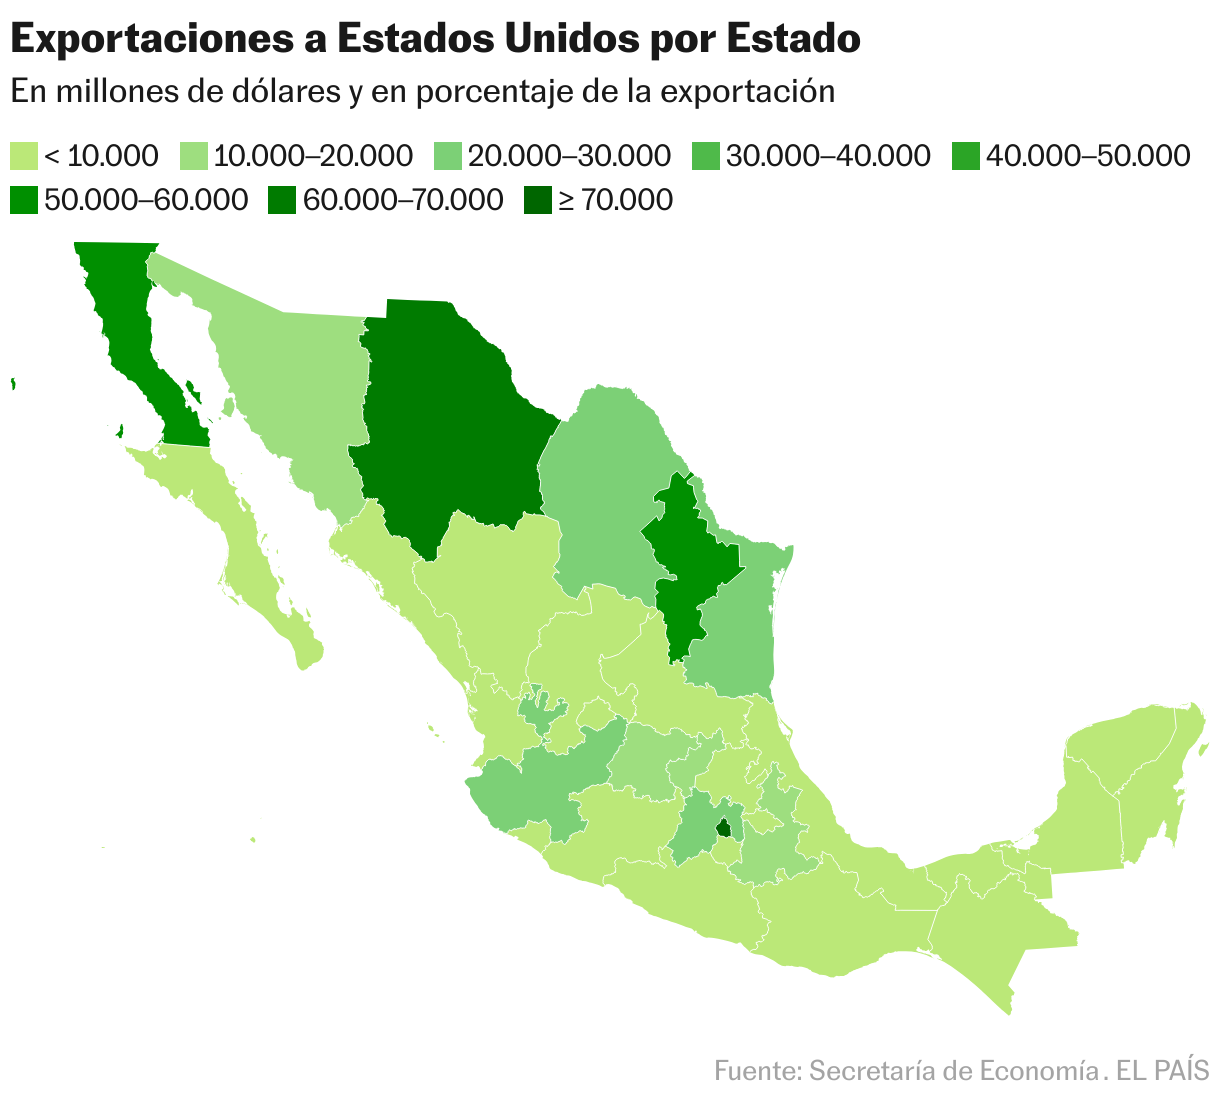 Exportaciones a Estados Unidos por Estado
En millones de dólares y en porcentaje de la exportación
< 10.000 10.000–20.000 20.000–30.000 30.000–40.000 40.000–50.000
50.000–60.000 60.000–70.000 ≥ 70.000
Fuente: Secretaría de Economía. EL PAÍS